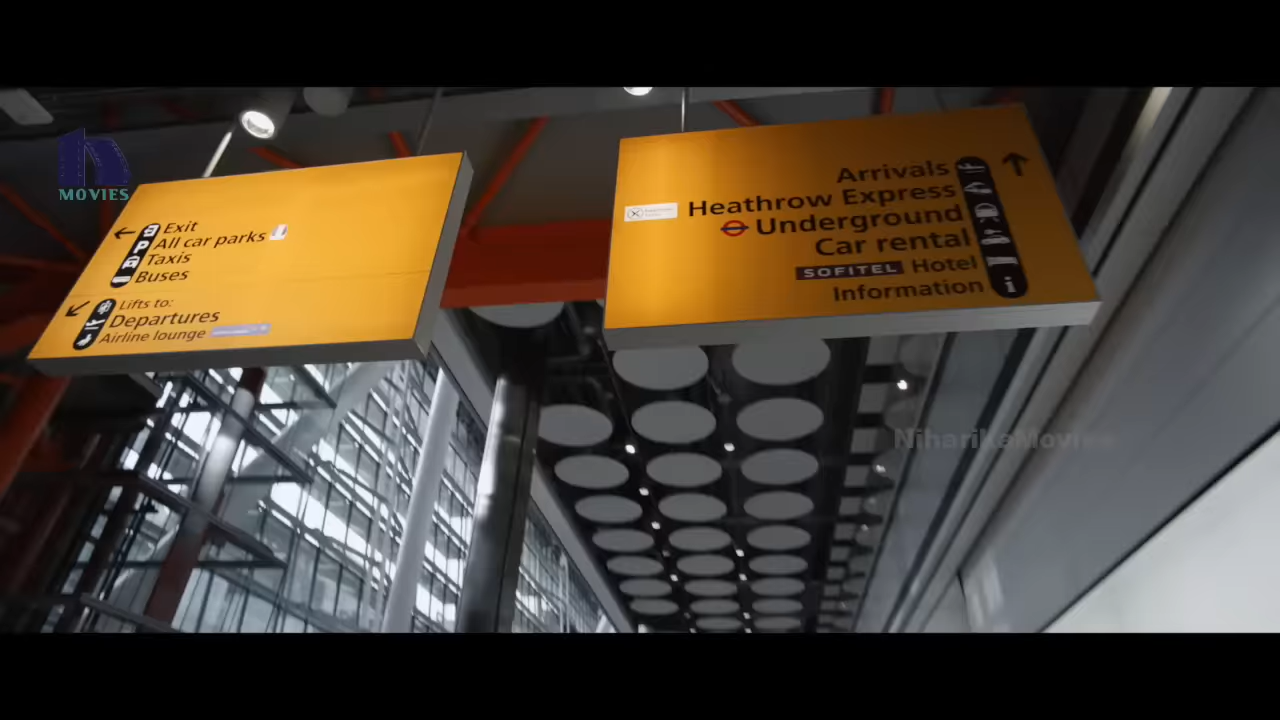 MOVIES
Exit
All car parks
Taxis
Buses
Lifts to:
Departures
Airline lounge
Arrivals
Heathrow Express
Underground
Car rental
SOFITEL Hotel
Information
NiharikaMovies